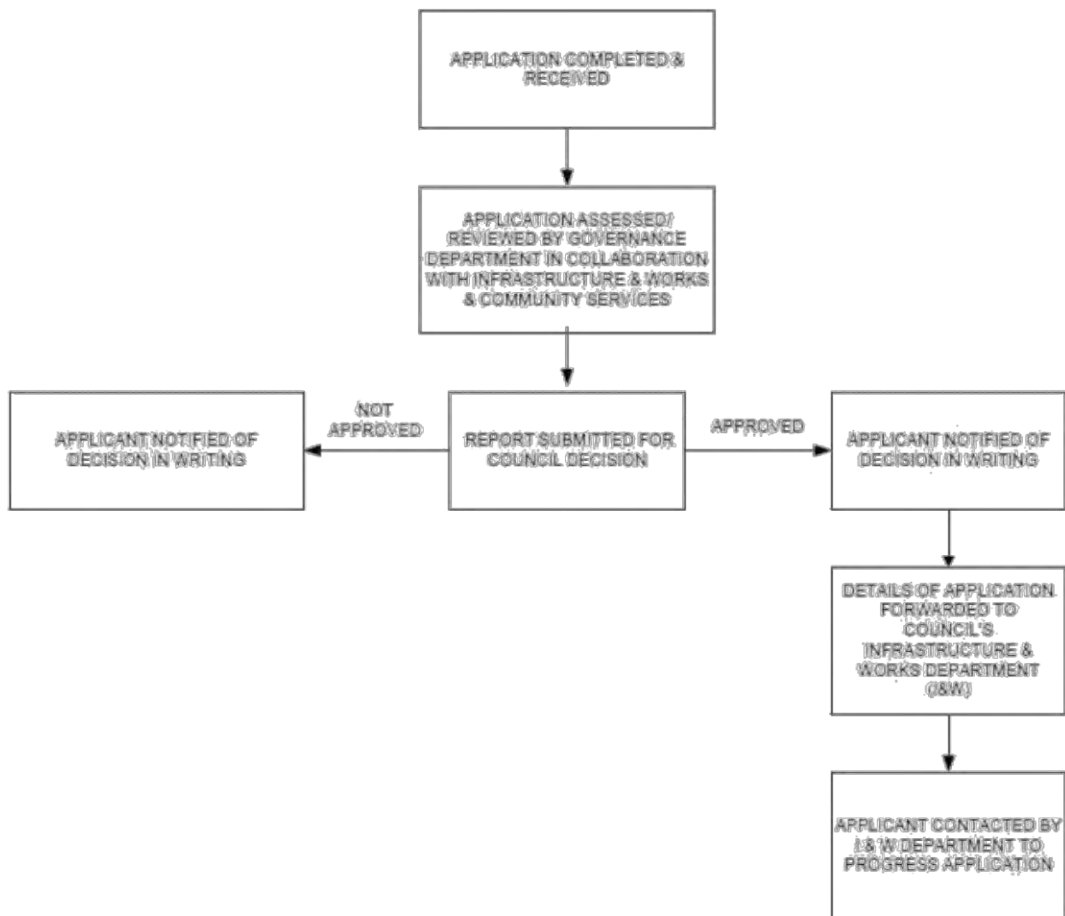 APPLICATION COMPLETED &
RECEIVED
APPLICATION ASSESSED/
REVIEWED BY GOVERNANCE
DEPARTMENT IN COLLABORATION
WITH INFRASTRUCTURE & WORKS
& COMMUNITY SERVICES
APPLICANT NOTIFIED OF
DECISION IN WRITING
NOT
APPROVED
REPORT SUBMITTED FOR
COUNCIL DECISION
APPROVED
APPLICANT NOTIFIED OF
DECISION IN WRITING
DETAILS OF APPLICATION
FORWARDED TO
COUNCIL'S
INFRASTRUCTURE &
WORKS DEPARTMENT
(I&W)
APPLICANT CONTACTED BY
I & W DEPARTMENT TO
PROGRESS APPLICATION